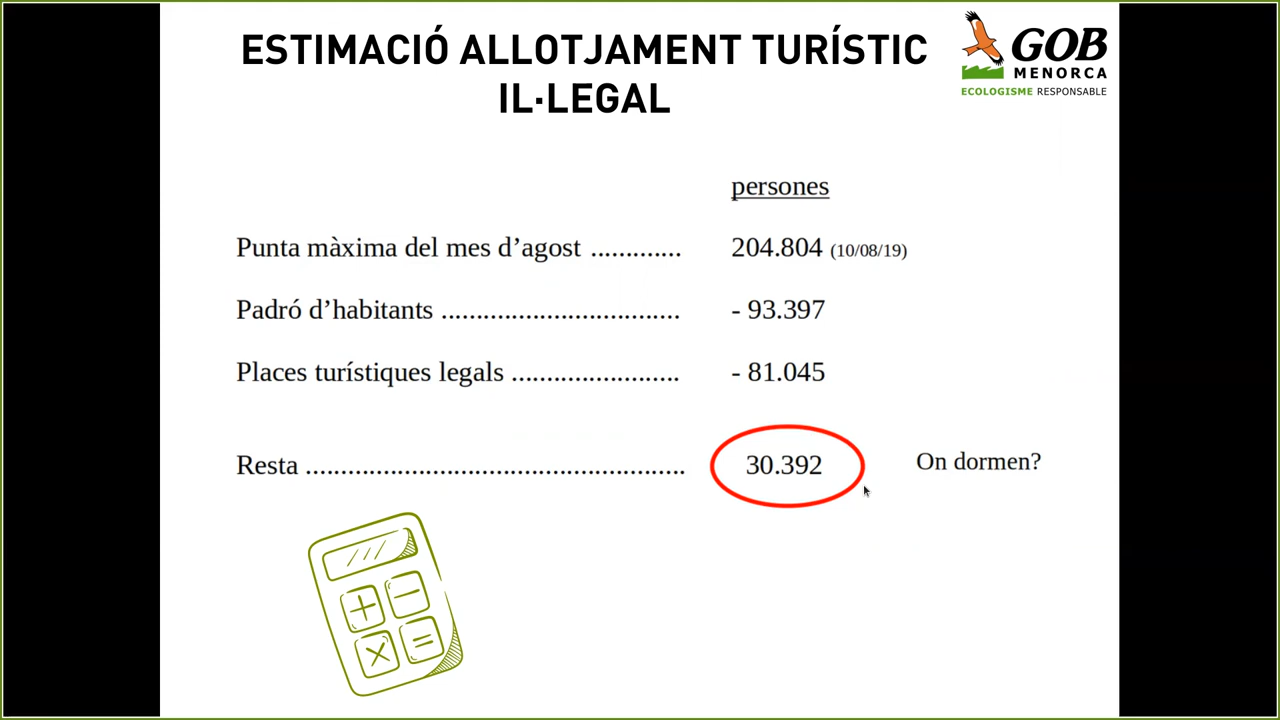 ESTIMACIÓ ALLOTJAMENT TURÍSTIC
IL·LEGAL
GOB
MENORCA
ECOLOGISME RESPONSABLE
persones
Punta màxima del mes d’agost ............. 204.804 (10/08/19)
Padró d’habitants .................................. - 93.397
Places turístiques legals ........................ - 81.045
Resta ...................................................... 30.392 On dormen?